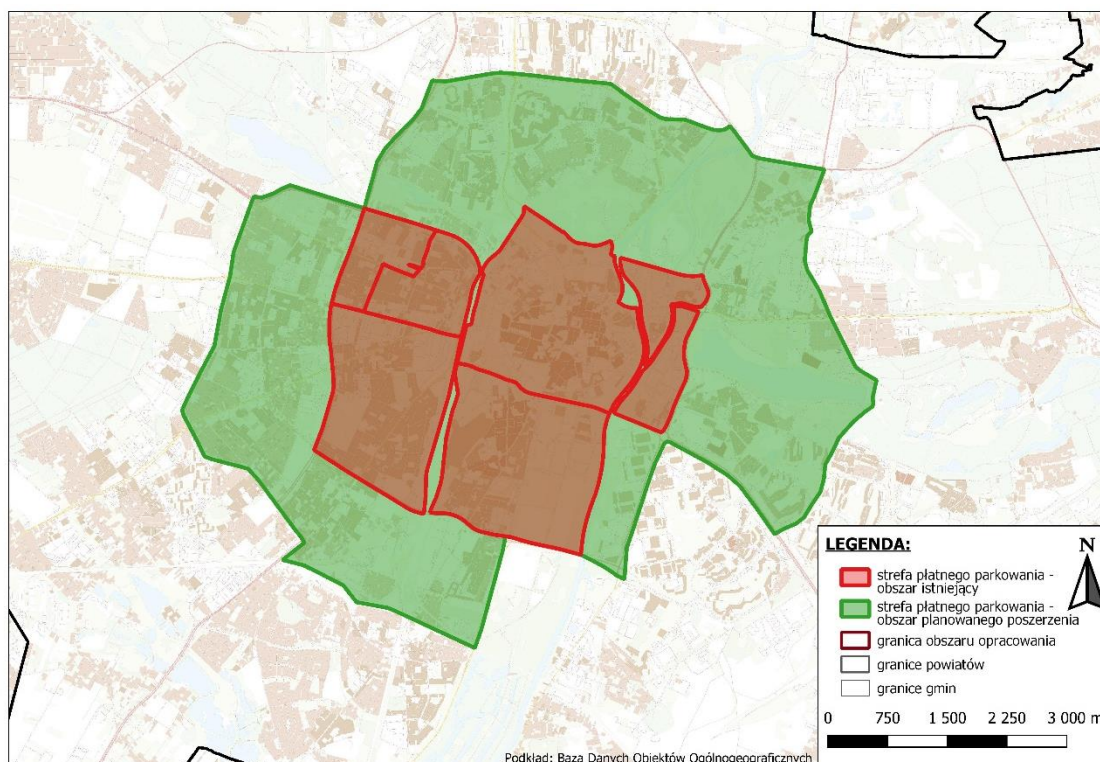 LEGENDA:
N
strefa płatnego parkowania -
obszar istniejący
strefa płatnego parkowania -
obszar planowanego poszerzenia
granica obszaru opracowania
granice powiatów
granice gmin
0 750 1 500 2 250 3 000 m
Podkład: Baza Danych Obiektów Ogólnogeograficznych